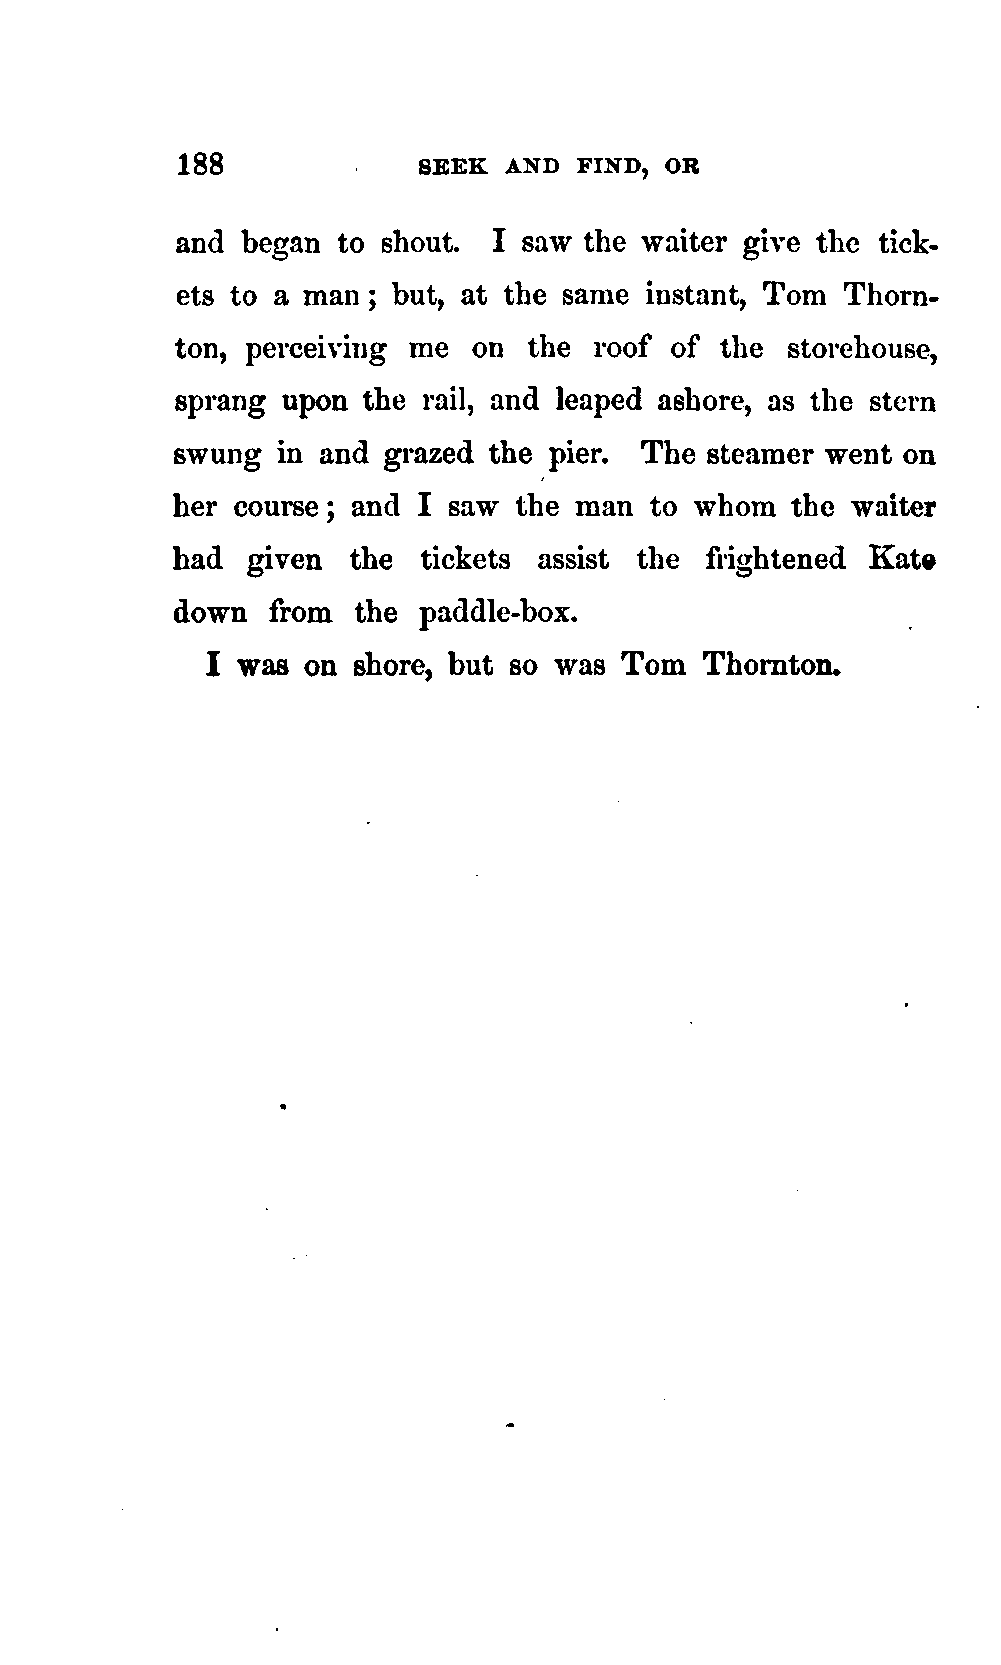 188 SEEK AND FIND, OR
and began to shout. I saw the waiter give the tick-
ets to a man; but, at the same instant, Tom Thorn-
ton, perceiving me on the roof of the storehouse,
sprang upon the rail, and leaped ashore, as the stern
swung in and grazed the pier. The steamer went on
her course; and I saw the man to whom the waiter
had given the tickets assist the frightened Kate
down from the paddle-box.
I was on shore, but so was Tom Thornton.